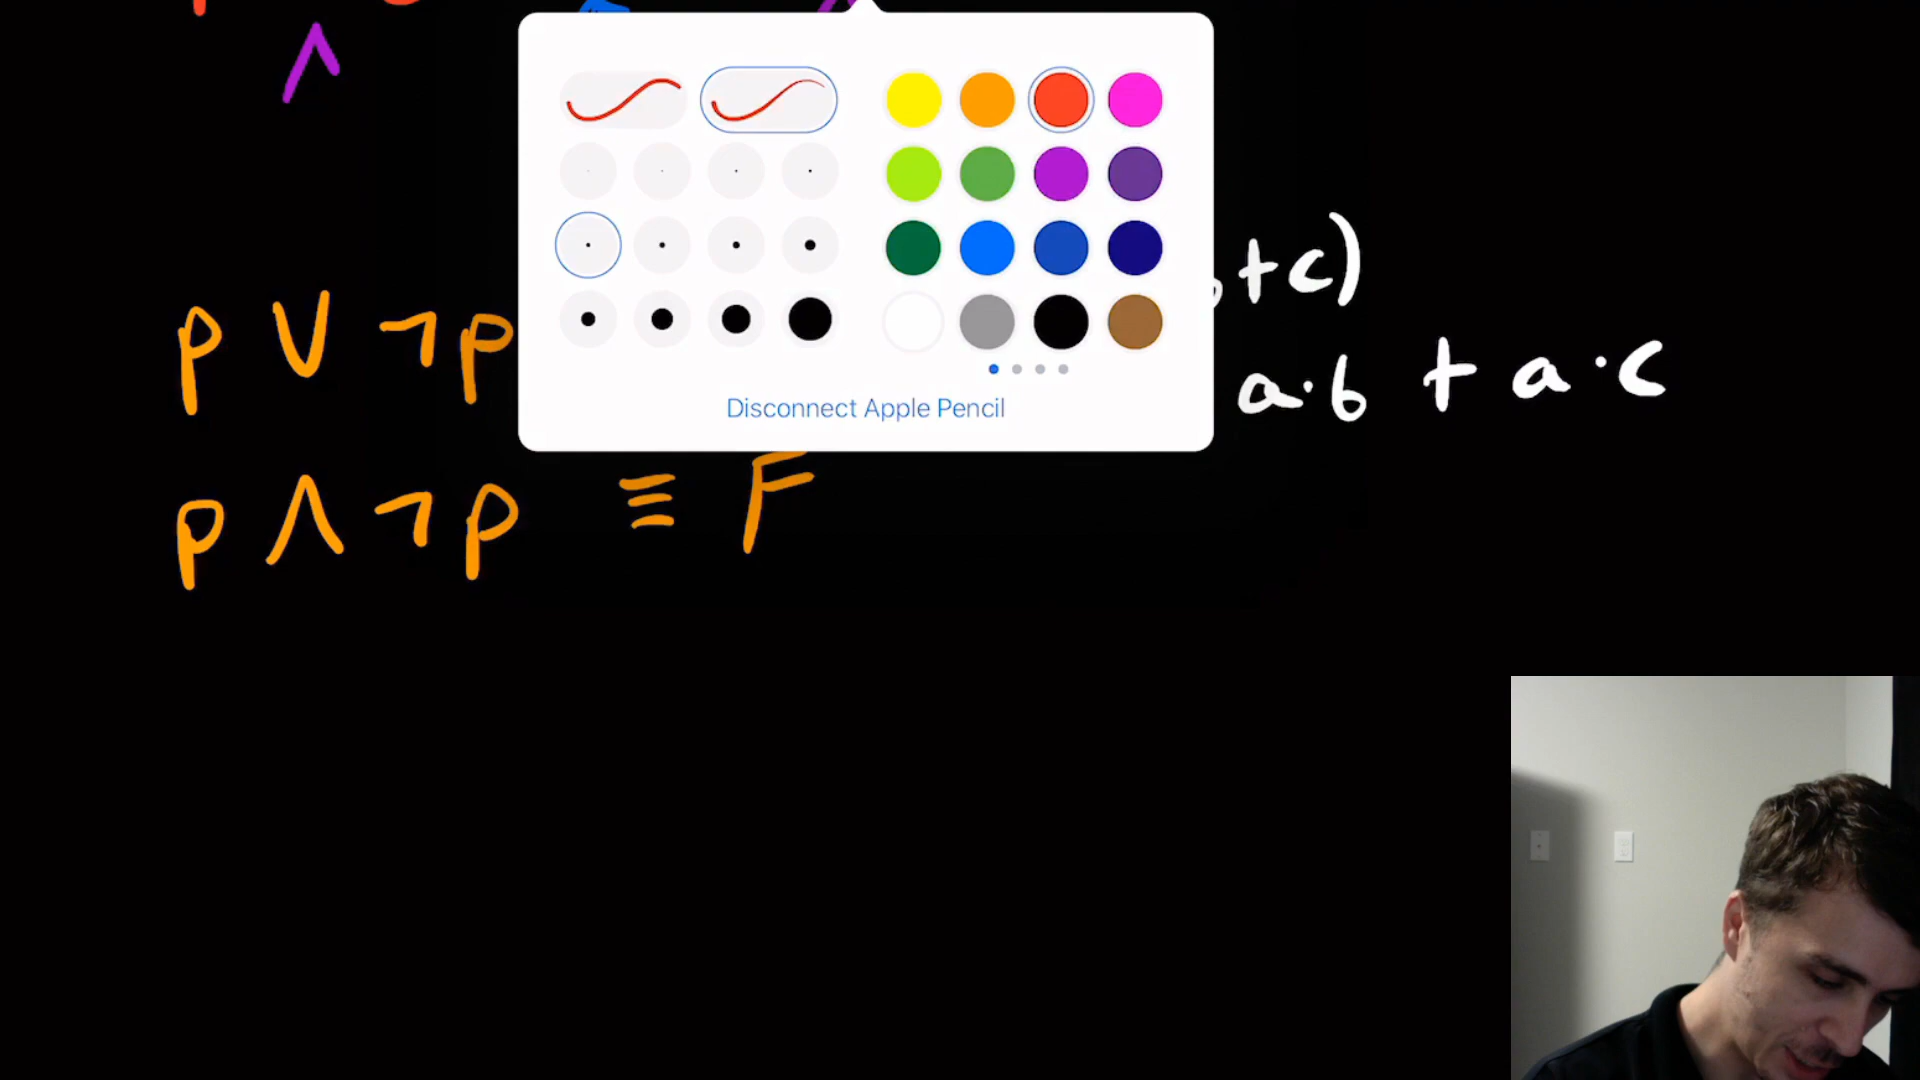 ∧
+c)
p ∨ ¬p
a·b + a·c
Disconnect Apple Pencil
p ∧ ¬p ≡ F